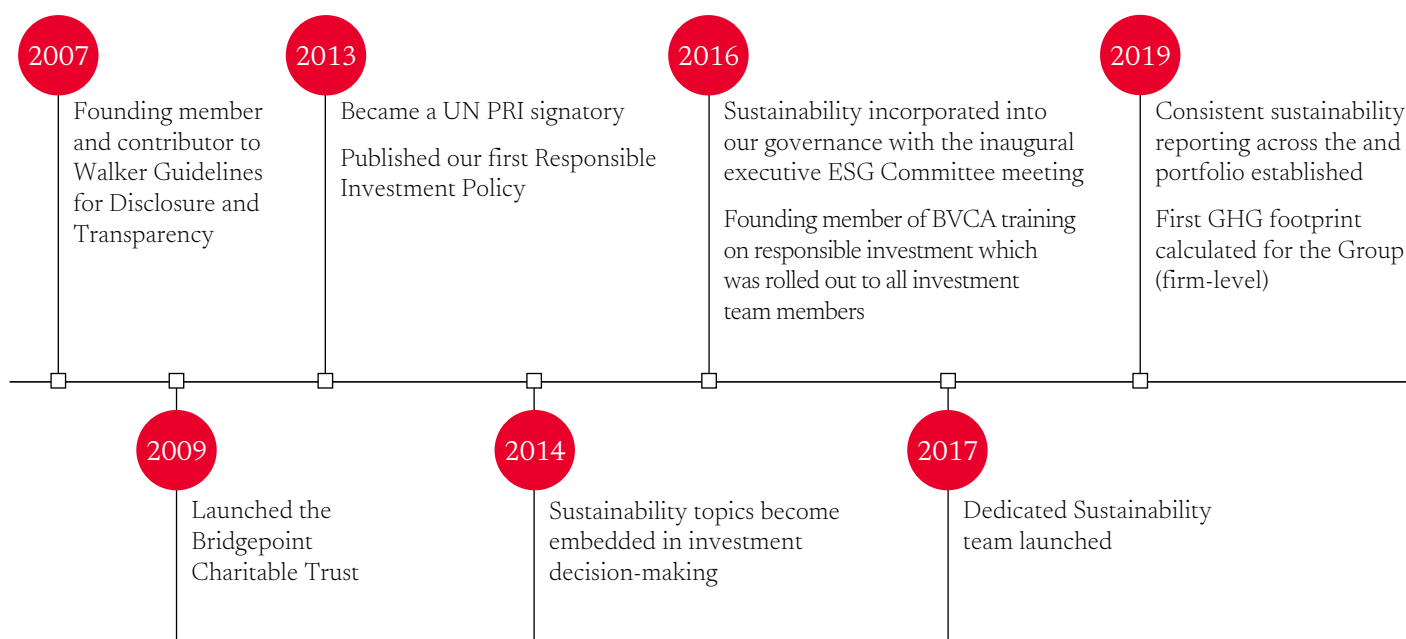 2007
Founding member
and contributor to
Walker Guidelines
for Disclosure and
Transparency
2013
Became a UN PRI signatory
Published our first Responsible
Investment Policy
2016
Sustainability incorporated into
our governance with the inaugural
executive ESG Committee meeting
Founding member of BVCA training
on responsible investment which
was rolled out to all investment
team members
2019
Consistent sustainability
reporting across the and
portfolio established
First GHG footprint
calculated for the Group
(firm-level)
2009
Launched the
Bridgepoint
Charitable Trust
2014
Sustainability topics become
embedded in investment
decision-making
2017
Dedicated Sustainability
team launched